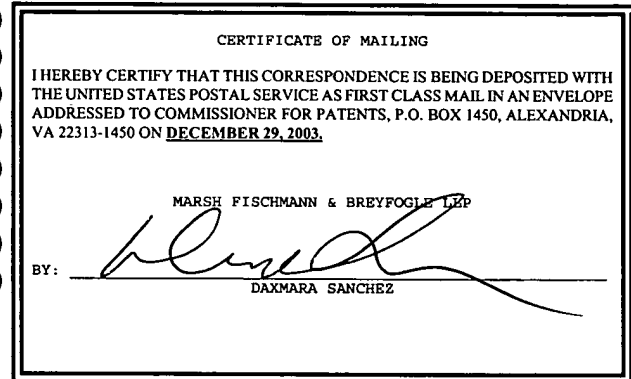 CERTIFICATE OF MAILING
I HEREBY CERTIFY THAT THIS CORRESPONDENCE IS BEING DEPOSITED WITH
THE UNITED STATES POSTAL SERVICE AS FIRST CLASS MAIL IN AN ENVELOPE
ADDRESSED TO COMMISSIONER FOR PATENTS, P.O. BOX 1450, ALEXANDRIA,
VA 22313-1450 ON DECEMBER 29, 2003.
MARSH FISCHMANN & BREYFOGLE LLP
BY:
DAXMARA SANCHEZ